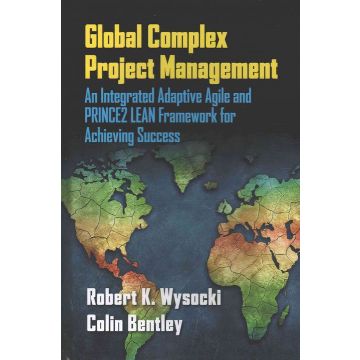 Global Complex
Project Management
An Integrated Adaptive Agile and
PRINCE2 LEAN Framework for
Achieving Success
Robert K. Wysocki
Colin Bentley